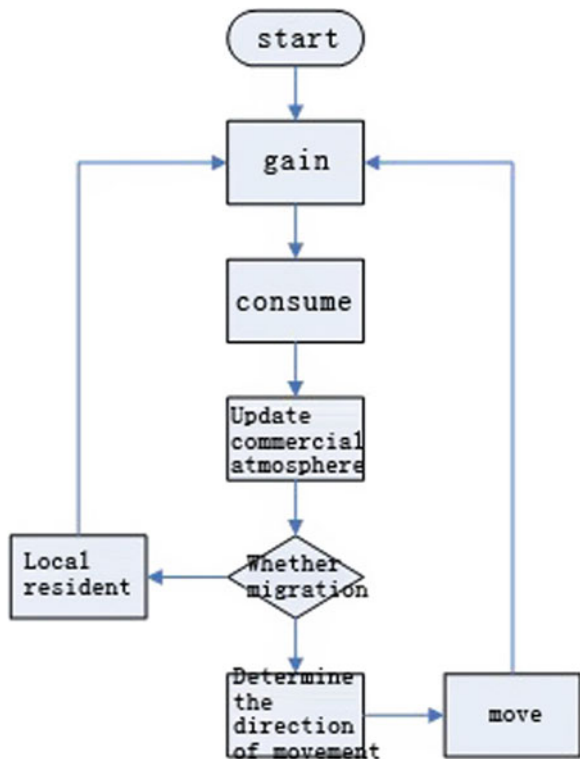 start
gain
consume
Update
commercial
atmosphere
Whether
migration
Local
resident
Determine
the
direction
of movement
move